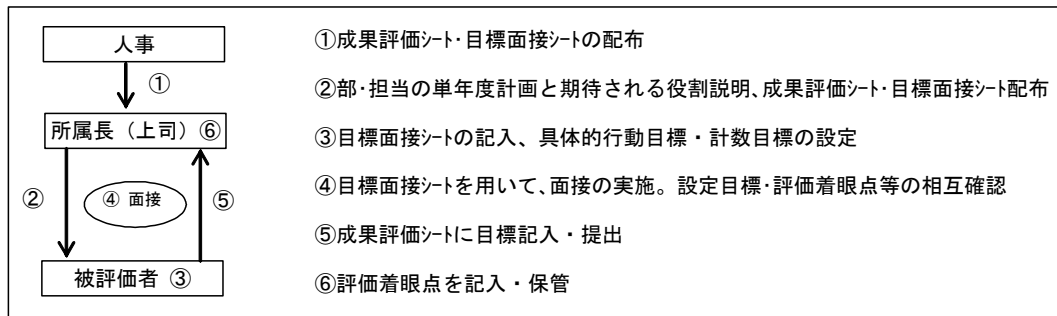 人事
①
所属長（上司）⑥
②
④ 面接
⑤
被評価者 ③
①成果評価ｼｰﾄ・目標面接ｼｰﾄの配布
②部・担当の単年度計画と期待される役割説明、成果評価ｼｰﾄ・目標面接ｼｰﾄ配布
③目標面接シートの記入、具体的行動目標・計数目標の設定
④目標面接シートを用いて、面接の実施。設定目標・評価着眼点等の相互確認
⑤成果評価ｼｰﾄに目標記入・提出
⑥評価着眼点を記入・保管